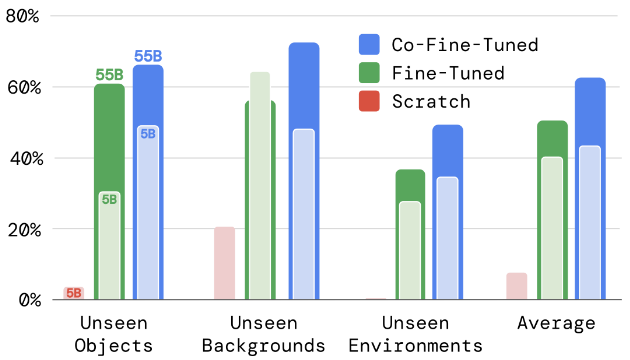 80%
60%
40%
20%
0%
55B
55B
5B
5B
5B
Co-Fine-Tuned
Fine-Tuned
Scratch
Unseen
Objects
Unseen
Backgrounds
Unseen
Environments
Average